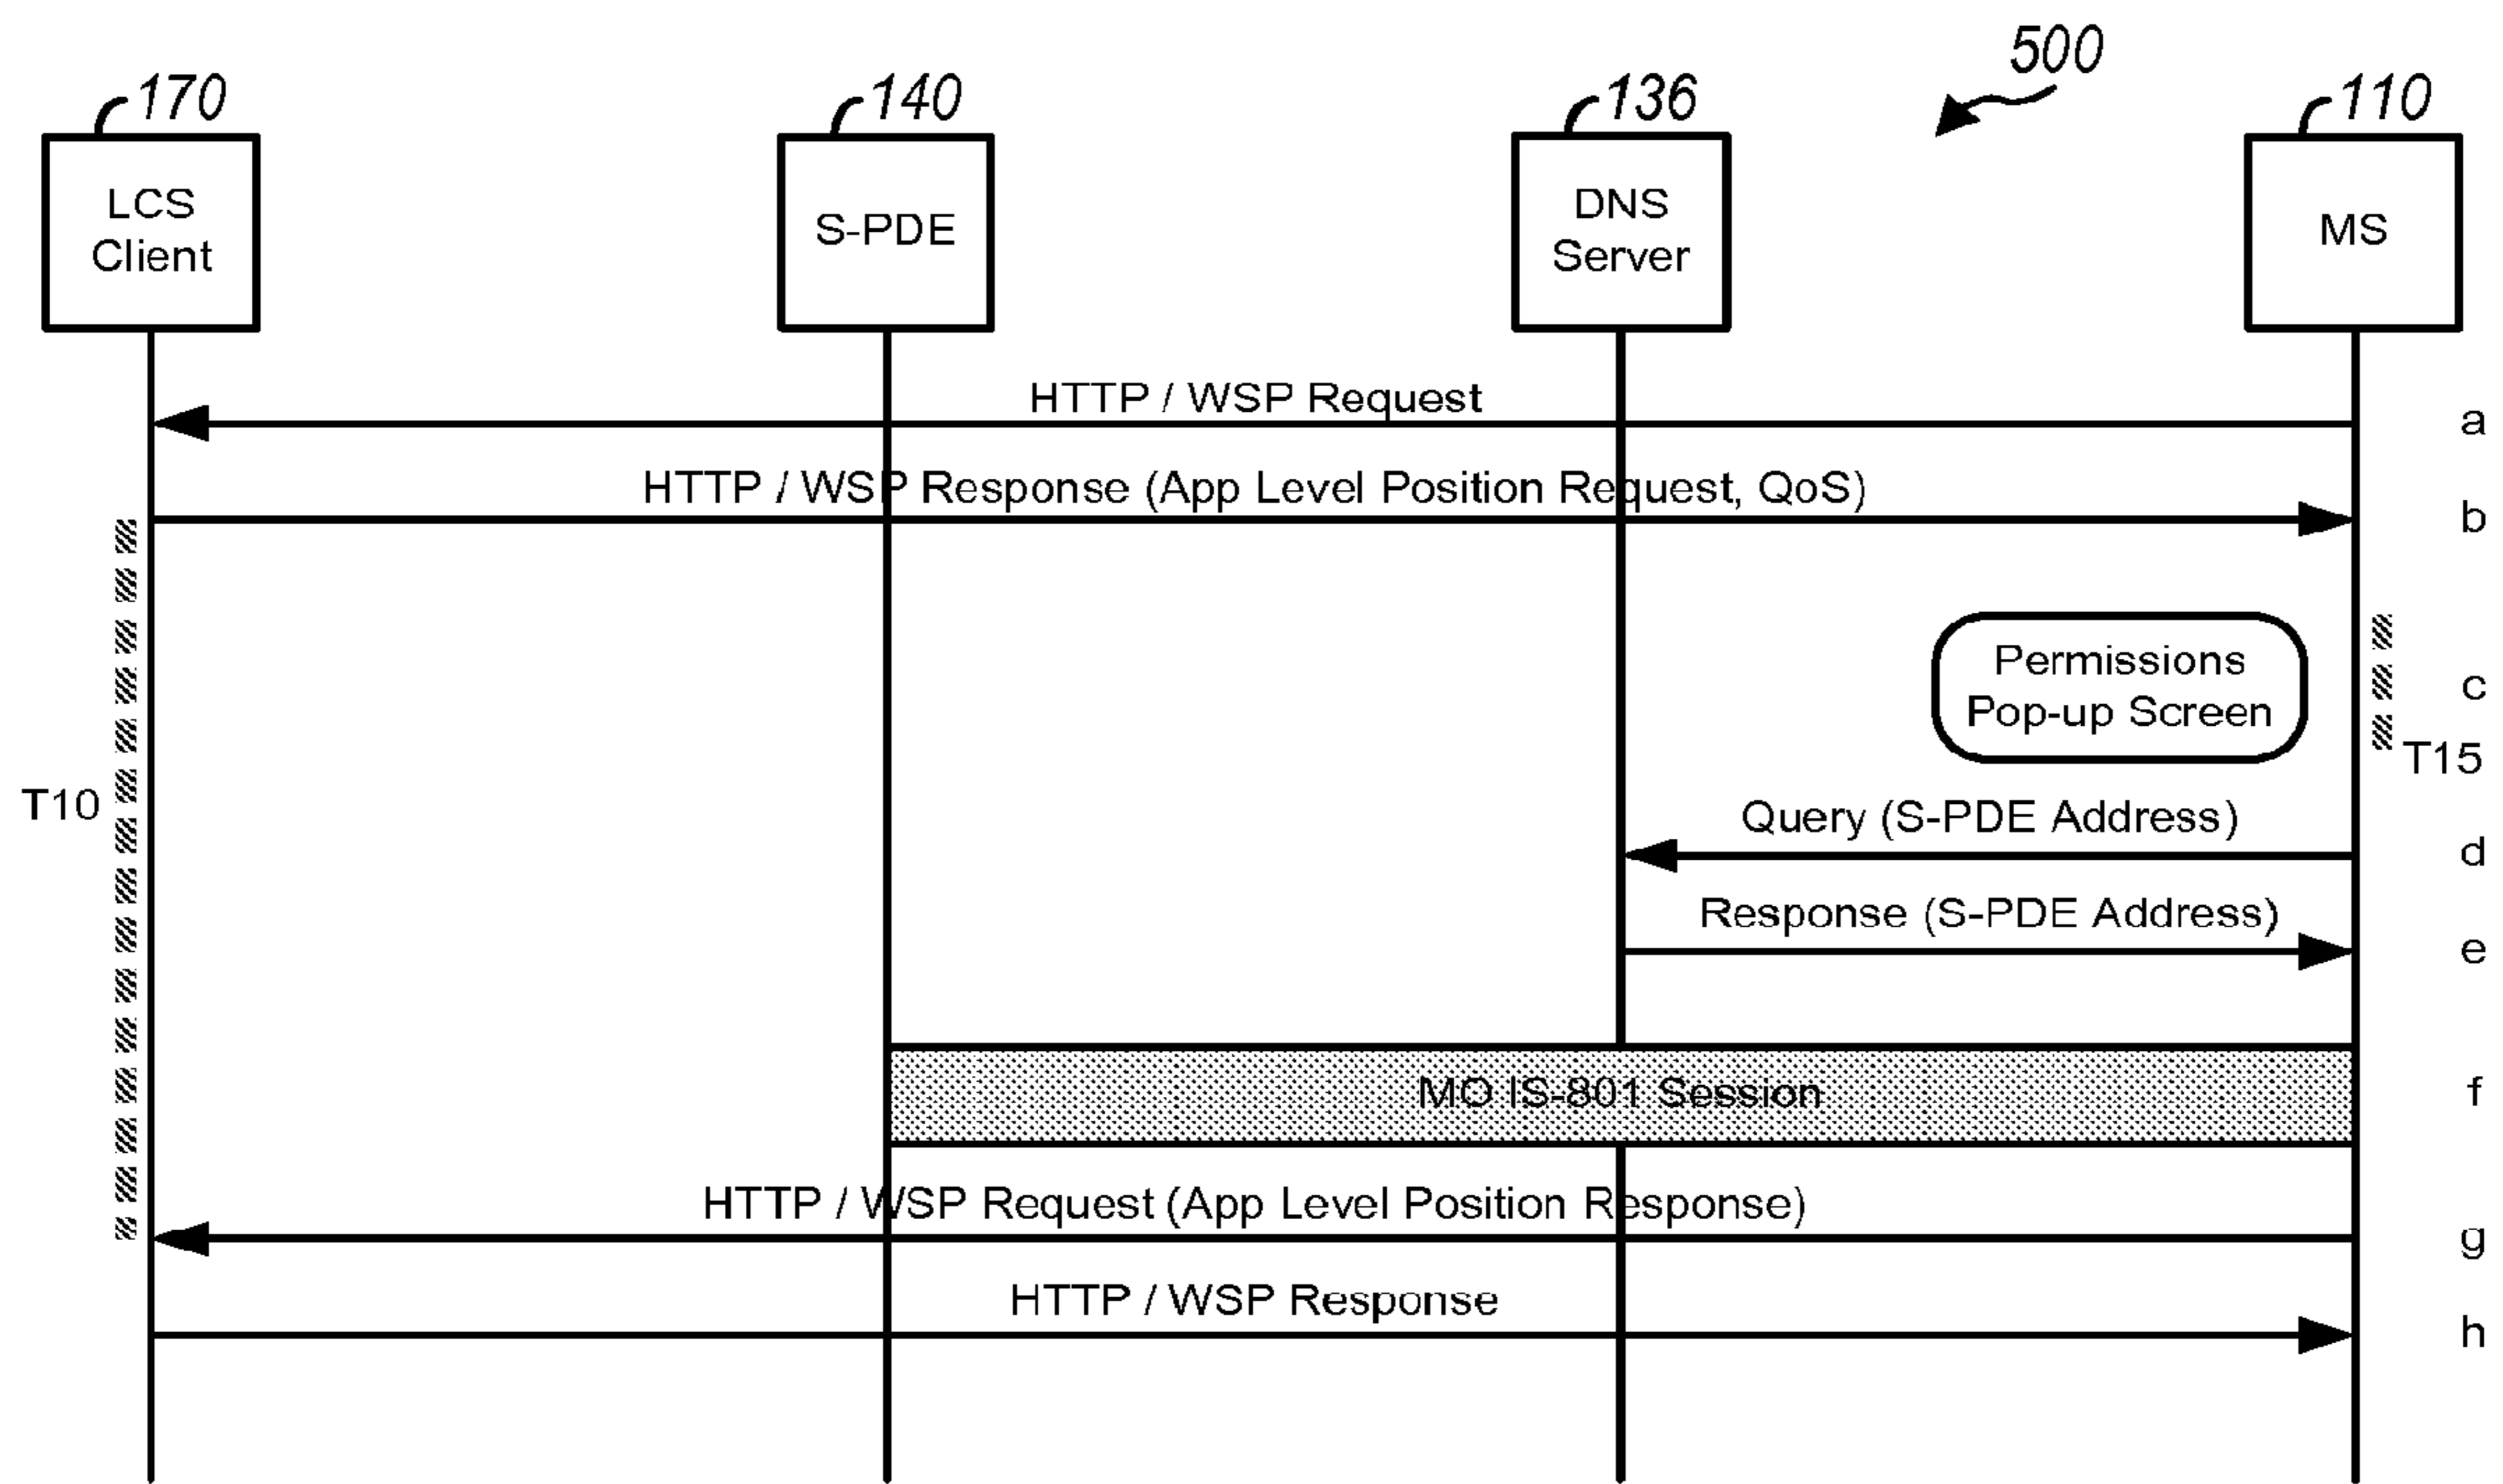 500
170
140
136
110
LCS
Client
S-PDE
DNS
Server
MS
HTTP / WSP Request
a
HTTP / WSP Response (App Level Position Request, QoS)
b
Permissions
Pop-up Screen
c
T15
T10
Query (S-PDE Address)
d
Response (S-PDE Address)
e
MO IS-801 Session
f
HTTP / WSP Request (App Level Position Response)
g
HTTP / WSP Response
h